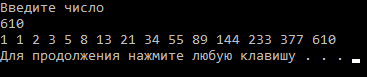 Введите число
610
1 1 2 3 5 8 13 21 34 55 89 144 233 377 610
Для продолжения нажмите любую клавишу . . .